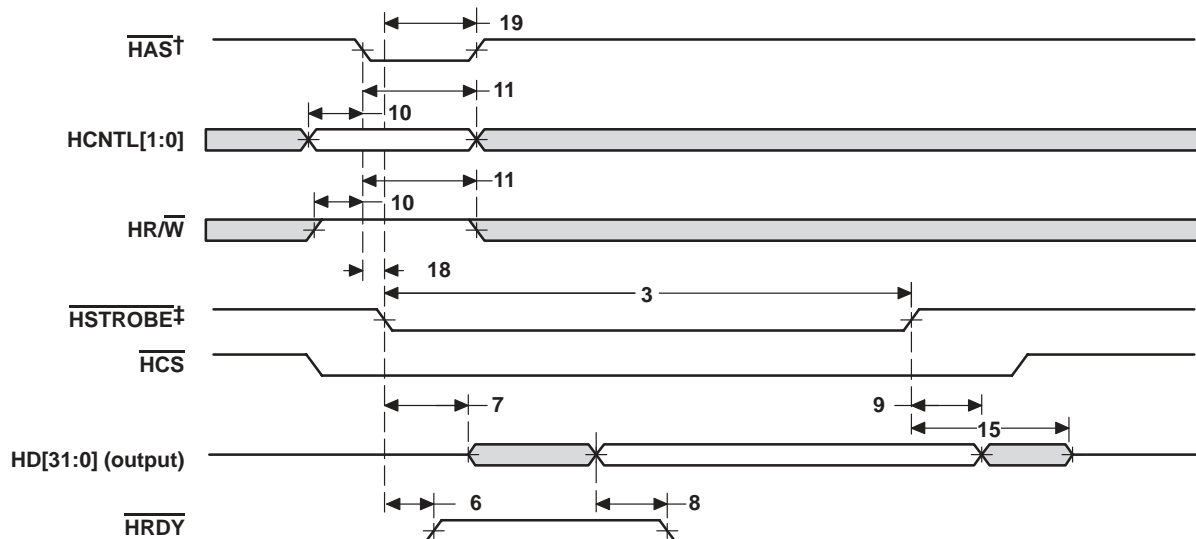 19
HAS†
11
10
HCNTL[1:0]
11
10
HR/W
18
3
HSTROBE‡
HCS
7
9
15
HD[31:0] (output)
6
8
HRDY